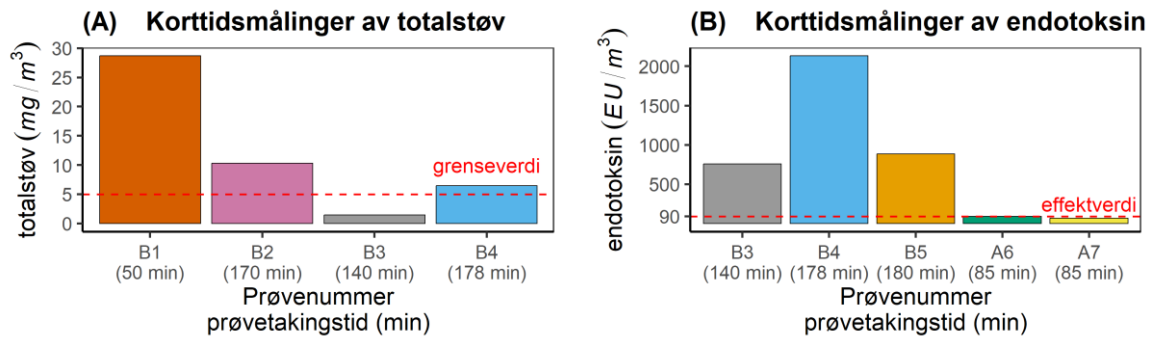 (A) Korttidsmålinger av totalstøv
totalstøv (mg/m³)
30
25
20
15
10
5
0
grenseverdi
B1 B2 B3 B4
(50 min) (170 min) (140 min) (178 min)
Prøvenummer
prøvetakingstid (min)
(B) Korttidsmålinger av endotoksin
endotoksin (EU/m³)
2000
1500
1000
500
90
effektverdi
B3 B4 B5 A6 A7
(140 min) (178 min) (180 min) (85 min) (85 min)
Prøvenummer
prøvetakingstid (min)